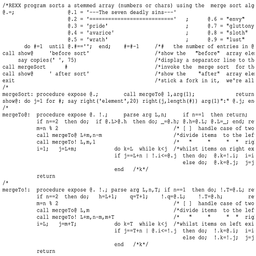 /*REXX program sorts a stemmed array (numbers or chars) using the merge sort alg
@.=; @.1 = '---The seven deadly sins---' ; @.6 = "envy"
@.2 = '===========================' ; @.7 = "gluttony
@.3 = 'pride' ; @.8 = "sloth"
@.4 = 'avarice' ; @.9 = "wrath"
@.5 = 'wrath' ; "lust"
do #=1 until @.#==''; end; #=#-1 /*# the number of entries in @
call show@ 'before sort' /*show the "before" array ele
say copies(' ', 75) /*display a separator line to th
call mergeSort # /*invoke the merge sort for th
call show@ ' after sort' /*show the "after" array ele
exit /*stick a fork in it, we're all
/*
mergeSort: procedure expose @.; call mergeTo@ 1,arg(1); return
show@: do j=1 for #; say right('element',20) right(j,length(#)) arg(1)":" @.j; en
/*
mergeTo@: procedure expose @. !.; parse arg L,n; if n==1 then return;
if n==2 then do; if @.L>@.h then do; _=@.h; @.h=@.L; @.L=_; end; re
m=n % 2 /* [ ] handle case of two
call mergeTo@ L+m,n-m /*divide items to the lef
call mergeTo! L,m,1 /* " " " " rig
i=1; j=L+m; do k=L while k<j /*whilst items on right ex
if j==L+n | !.i<=@.j then do; @.k=!.i; i=i
else do; @.k=@.j; j=j
end /*k*/
return
/*
mergeTo!: procedure expose @. !.; parse arg L,n,T; if n==1 then do; !.T=@.L; re
if n==2 then do; h=L+1; q=T+1; !.q=@.L; !.T=@.h; re
m=n % 2 /* [ ] handle case of two
call mergeTo@ L,m /*divide items to the lef
call mergeTo! L+m,n-m,m+T /* " " " " rig
i=L; j=m+T; do k=T while k<j /*whilst items on left exi
if j==T+n | @.i<=!.j then do; !.k=@.i; i=i
else do; !.k=!.j; j=j
end /*k*/
return